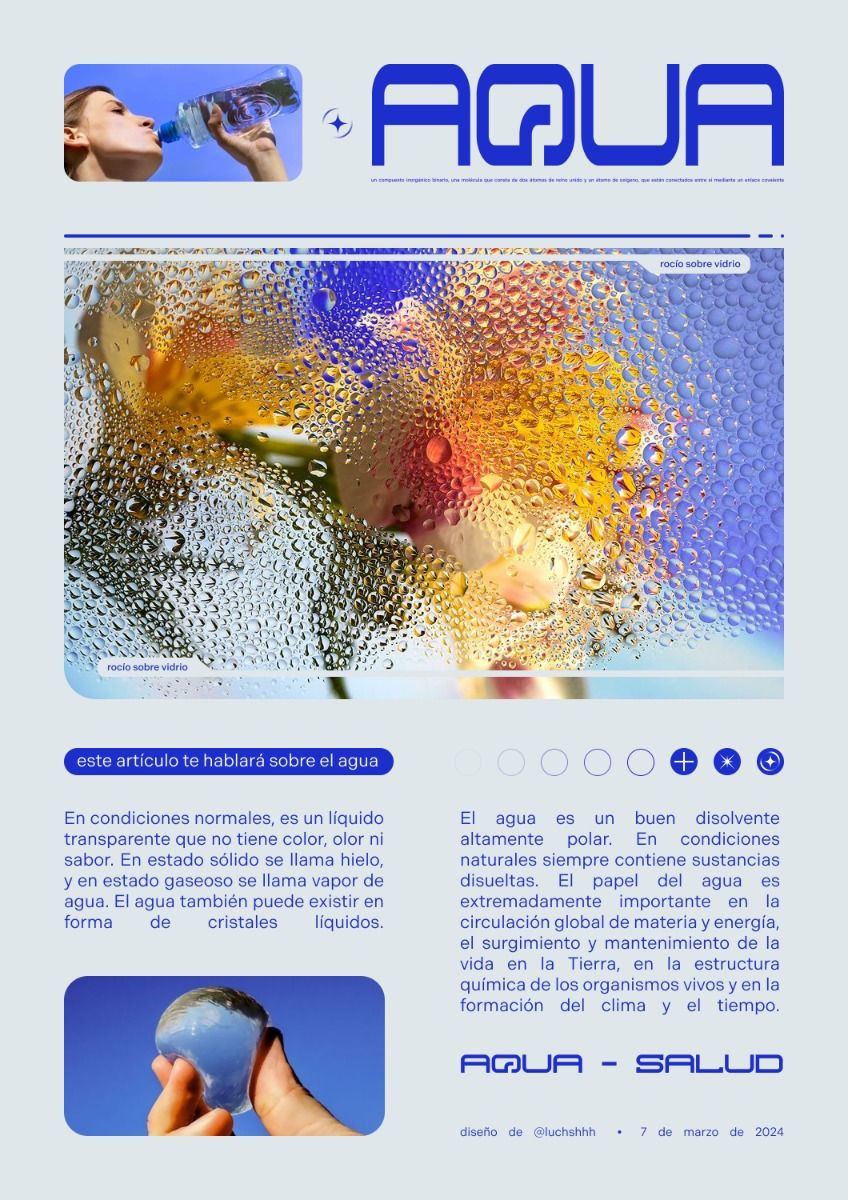 AQUA
un compuesto inorgánico binario, una molécula que consta de dos átomos de reino unido y un átomo de oxígeno, que están conectados entre sí mediante un enlace covalente
rocío sobre vidrio
rocío sobre vidrio
este artículo te hablará sobre el agua
En condiciones normales, es un líquido
transparente que no tiene color, olor ni
sabor. En estado sólido se llama hielo,
y en estado gaseoso se llama vapor de
agua. El agua también puede existir en
forma de cristales líquidos.
El agua es un buen disolvente
altamente polar. En condiciones
naturales siempre contiene sustancias
disueltas. El papel del agua es
extremadamente importante en la
circulación global de materia y energía,
el surgimiento y mantenimiento de la
vida en la Tierra, en la estructura
química de los organismos vivos y en la
formación del clima y el tiempo.
AQUA - SALUD
diseño de @luchshhh • 7 de marzo de 2024